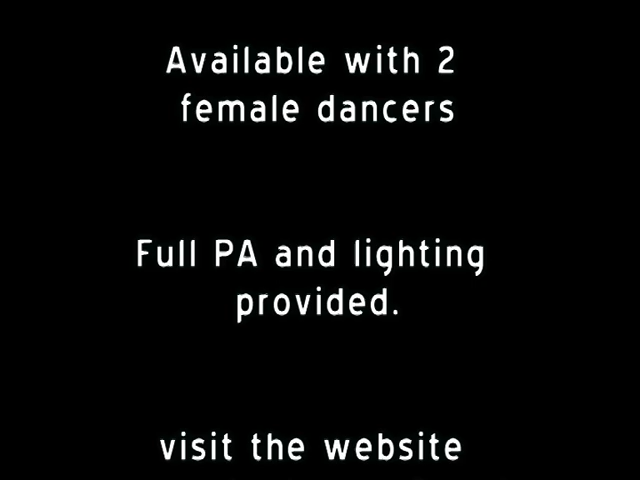 Available with 2
female dancers
Full PA and lighting
provided.
visit the website